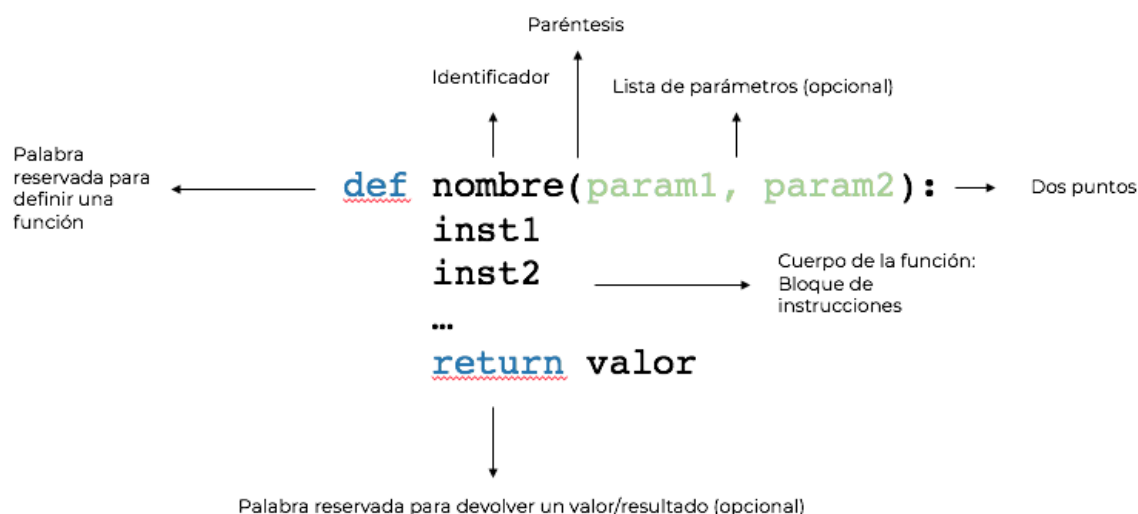 Paréntesis
Identificador
Lista de parámetros (opcional)
Palabra
reservada para
definir una
función
def nombre(param1, param2):
Dos puntos
inst1
inst2
Cuerpo de la función:
Bloque de
instrucciones
...
return valor
Palabra reservada para devolver un valor/resultado (opcional)